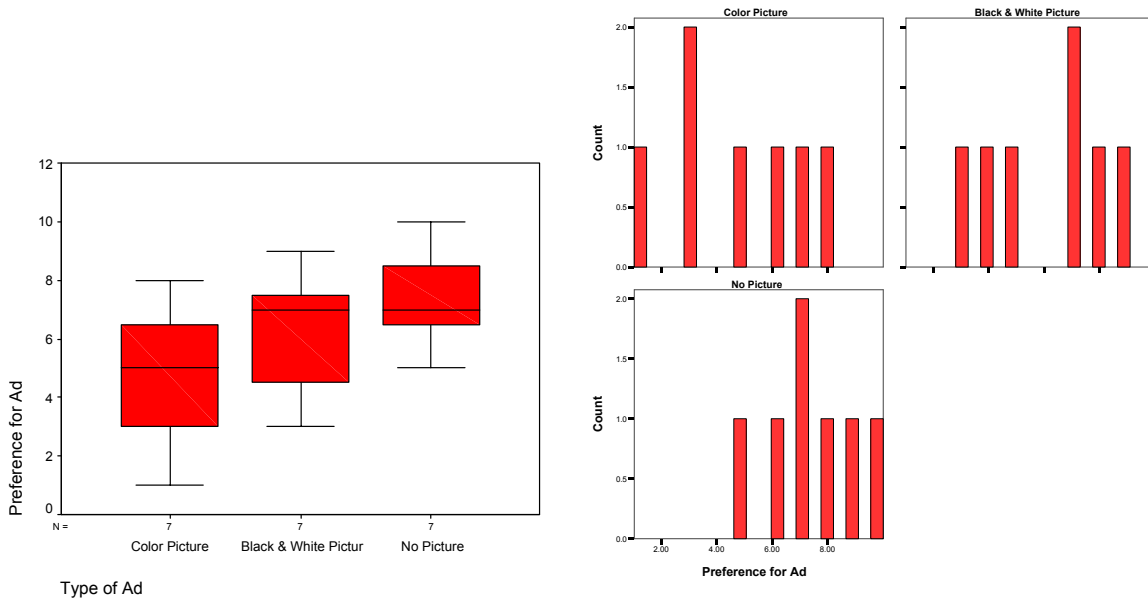 Preference for Ad
12
10
8
6
4
2
0
N =
7
7
7
Color Picture
Black & White Pictur
No Picture
Type of Ad
Color Picture
Black & White Picture
Count
2.0
1.5
1.0
0.5
0.0
No Picture
Count
2.0
1.5
1.0
0.5
0.0
2.00
4.00
6.00
8.00
Preference for Ad